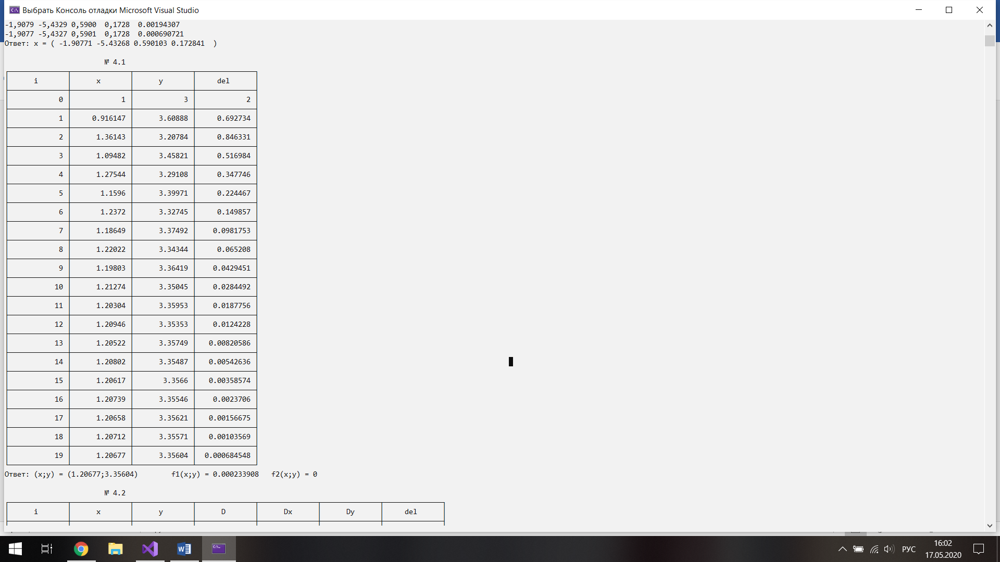 Выбрать Консоль отладки Microsoft Visual Studio
-1,9079 -5,4329 0,5900 0,1728 0.00194307
-1,9077 -5,4327 0,5901 0,1728 0.000690721
Ответ: x = ( -1.90771 -5.43268 0.590103 0.172841 )
№ 4.1
i x y del
0 1 3 2
1 0.916147 3.60888 0.692734
2 1.36143 3.20784 0.846331
3 1.09482 3.45821 0.516984
4 1.27544 3.29108 0.347746
5 1.1596 3.39971 0.224467
6 1.2372 3.32745 0.149857
7 1.18649 3.37492 0.0981753
8 1.22022 3.34344 0.065208
9 1.19803 3.36419 0.0429451
10 1.21274 3.35045 0.0284492
11 1.20304 3.35953 0.0187756
12 1.20946 3.35353 0.0124228
13 1.20522 3.35749 0.00820586
14 1.20802 3.35487 0.00542636
15 1.20617 3.3566 0.00358574
16 1.20739 3.35546 0.0023706
17 1.20658 3.35621 0.00156675
18 1.20712 3.35571 0.00103569
19 1.20677 3.35604 0.000684548
Ответ: (x;y) = (1.20677;3.35604) f1(x;y) = 0.000233908 f2(x;y) = 0
№ 4.2
i x y D Dx Dy del
РУС
16:02
17.05.2020